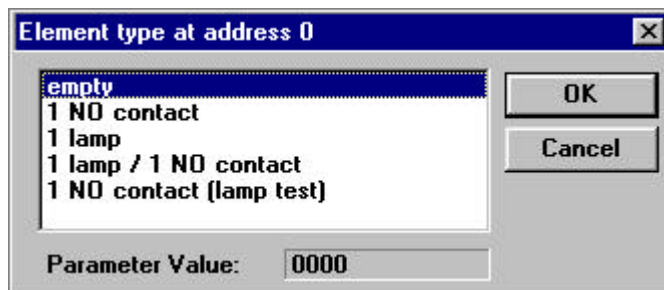 Element type at address 0
empty
1 NO contact
1 lamp
1 lamp / 1 NO contact
1 NO contact (lamp test)
OK
Cancel
Parameter Value: 0000